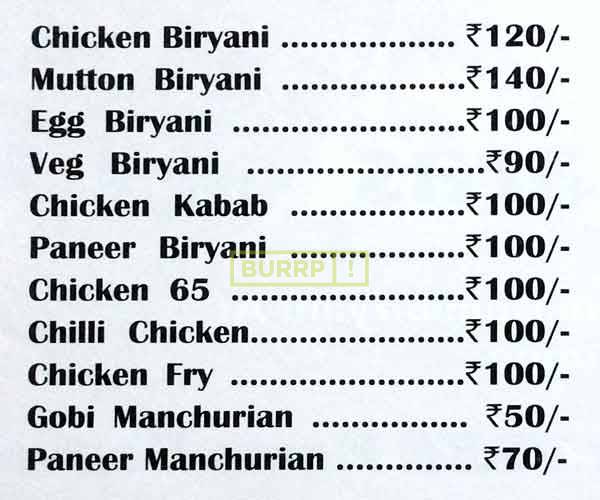 Chicken Biryani ................... ₹120/-
Mutton Biryani ....................₹140/-
Egg Biryani .........................₹100/-
Veg Biryani ..........................₹90/-
Chicken Kabab ...................₹100/-
Paneer Biryani ...................₹100/-
BURRP!
Chicken 65 .........................₹100/-
Chilli Chicken.......................₹100/-
Chicken Fry .........................₹100/-
Gobi Manchurian ................. ₹50/-
Paneer Manchurian ............... ₹70/-